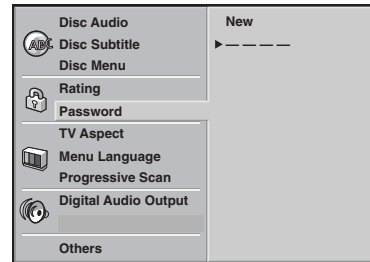 Disc Audio
ABC Disc Subtitle
Disc Menu
Rating
Password
TV Aspect
Menu Language
Progressive Scan
Digital Audio Output
Others
New
– – – –